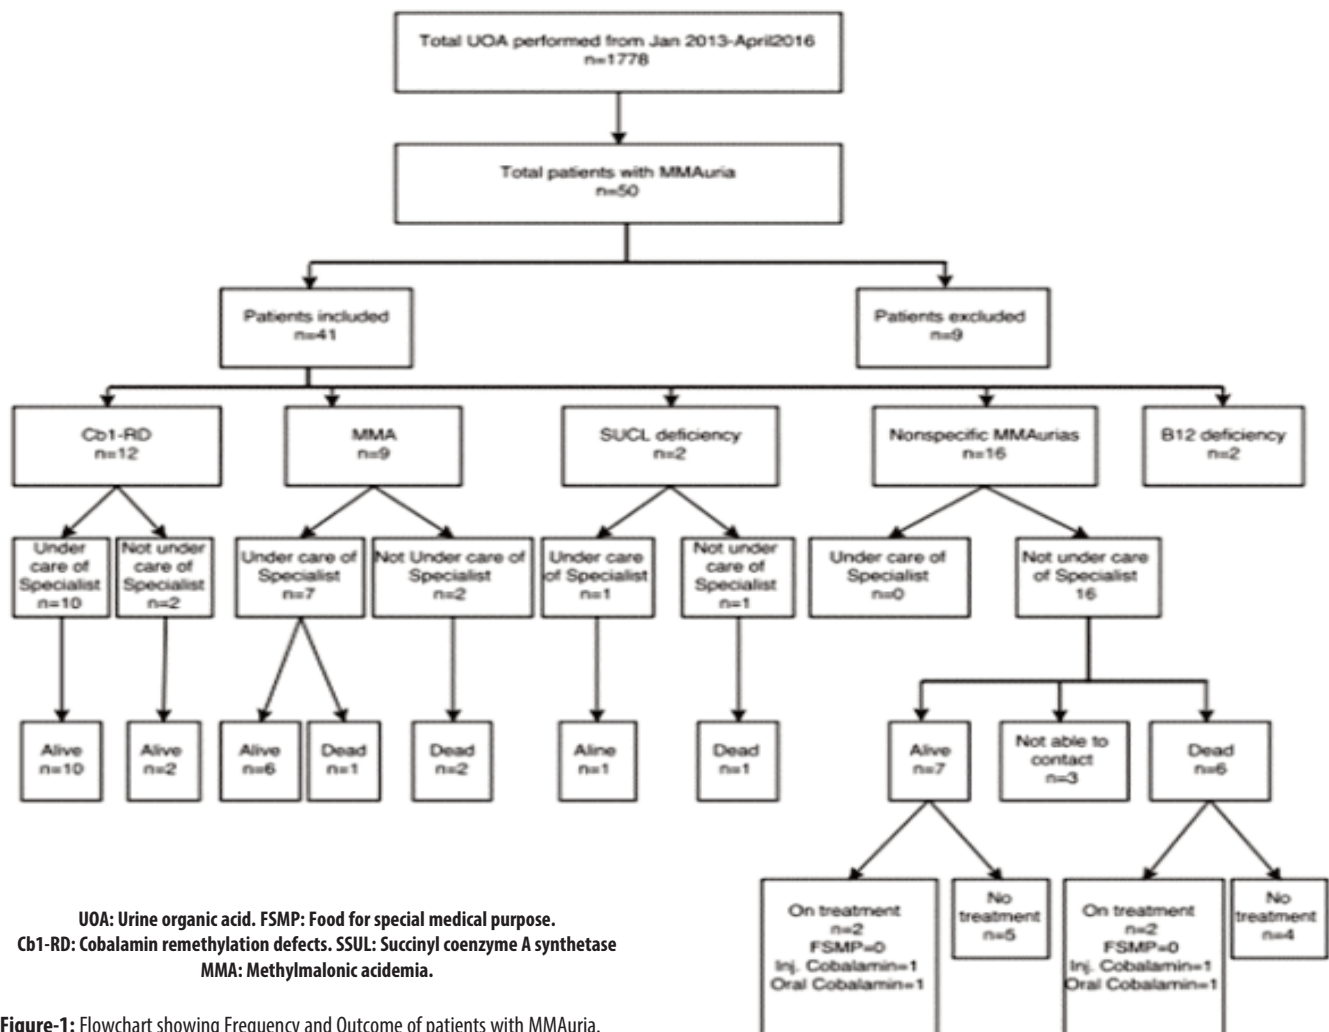 Total UOA performed from Jan 2013-April2016
n=1778
Total patients with MMAuria
n=50
Patients included
n=41
Patients excluded
n=9
Cb1-RD
n=12
MMA
n=9
SUCL deficiency
n=2
Nonspecific MMAurias
n=16
B12 deficiency
n=2
Under
care of
Specialist
n=10
Not under
care of
Specialist
n=2
Under care of
Specialist
n=7
Not Under care of
Specialist
n=2
Under care
of Specialist
n=1
Not under
care of
Specialist
n=1
Under care of
Specialist
n=0
Not under care
of Specialist
16
Alive
n=10
Alive
n=2
Alive
n=6
Dead
n=1
Dead
n=2
Aline
n=1
Dead
n=1
Alive
n=7
Not able to
contact
n=3
Dead
n=6
On treatment
n=2
FSMP=0
Inj. Cobalamin=1
Oral Cobalamin=1
No
treatment
n=5
On treatment
n=2
FSMP=0
Inj. Cobalamin=1
Oral Cobalamin=1
No
treatment
n=4
UOA: Urine organic acid. FSMP: Food for special medical purpose.
Cb1-RD: Cobalamin remethylation defects. SSUL: Succinyl coenzyme A synthetase
MMA: Methylmalonic acidemia.
Figure-1: Flowchart showing Frequency and Outcome of patients with MMAuria.